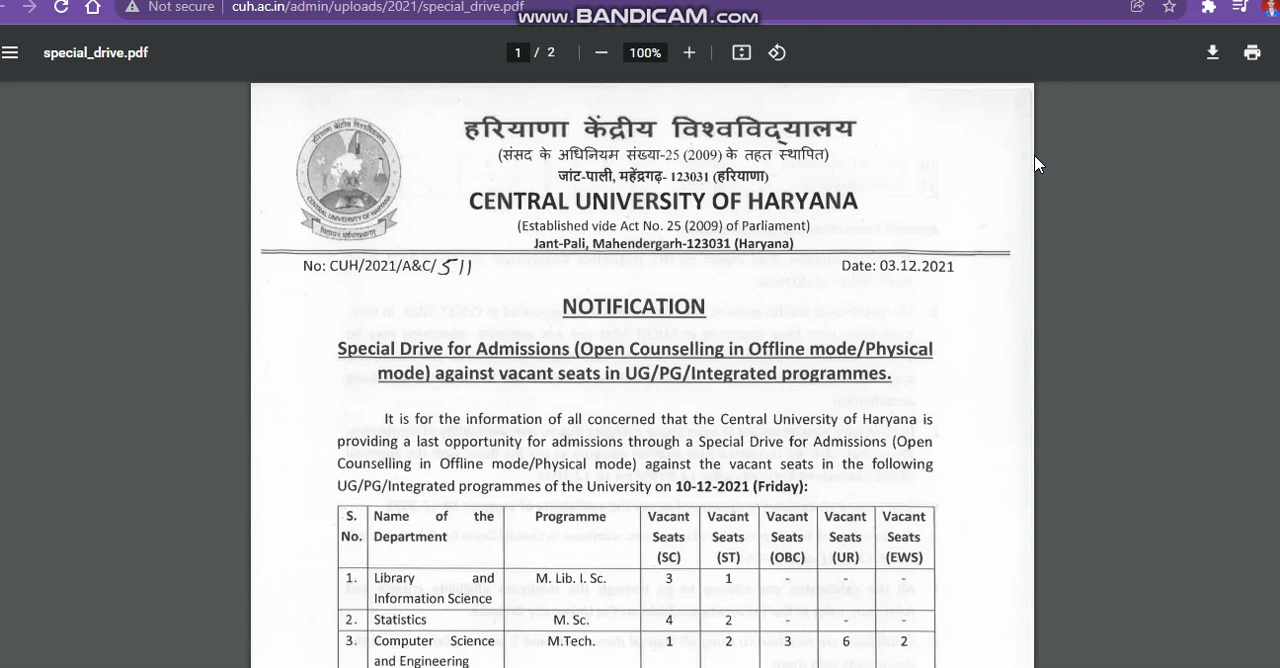 Not secure cuh.ac.in/admin/uploads/2021/special_drive.pdf
www.BANDICAM.com
special_drive.pdf 1 / 2 — 100% +
हरियाणा केंद्रीय विश्वविद्यालय
(संसद के अधिनियम संख्या-25 (2009) के तहत स्थापित)
जांट-पाली, महेंद्रगढ़- 123031 (हरियाणा)
CENTRAL UNIVERSITY OF HARYANA
(Established vide Act No. 25 (2009) of Parliament)
Jant-Pali, Mahendergarh-123031 (Haryana)
No: CUH/2021/A&C/511 Date: 03.12.2021
NOTIFICATION
Special Drive for Admissions (Open Counselling in Offline mode/Physical
mode) against vacant seats in UG/PG/Integrated programmes.
It is for the information of all concerned that the Central University of Haryana is
providing a last opportunity for admissions through a Special Drive for Admissions (Open
Counselling in Offline mode/Physical mode) against the vacant seats in the following
UG/PG/Integrated programmes of the University on 10-12-2021 (Friday):
S. Name of the Programme Vacant Vacant Vacant Vacant Vacant
No. Department Seats Seats Seats Seats Seats
(SC) (ST) (OBC) (UR) (EWS)
1. Library and M. Lib. I. Sc. 3 1 - - -
Information Science
2. Statistics M. Sc. 4 2 - - -
3. Computer Science M.Tech. 1 2 3 6 2
and Engineering